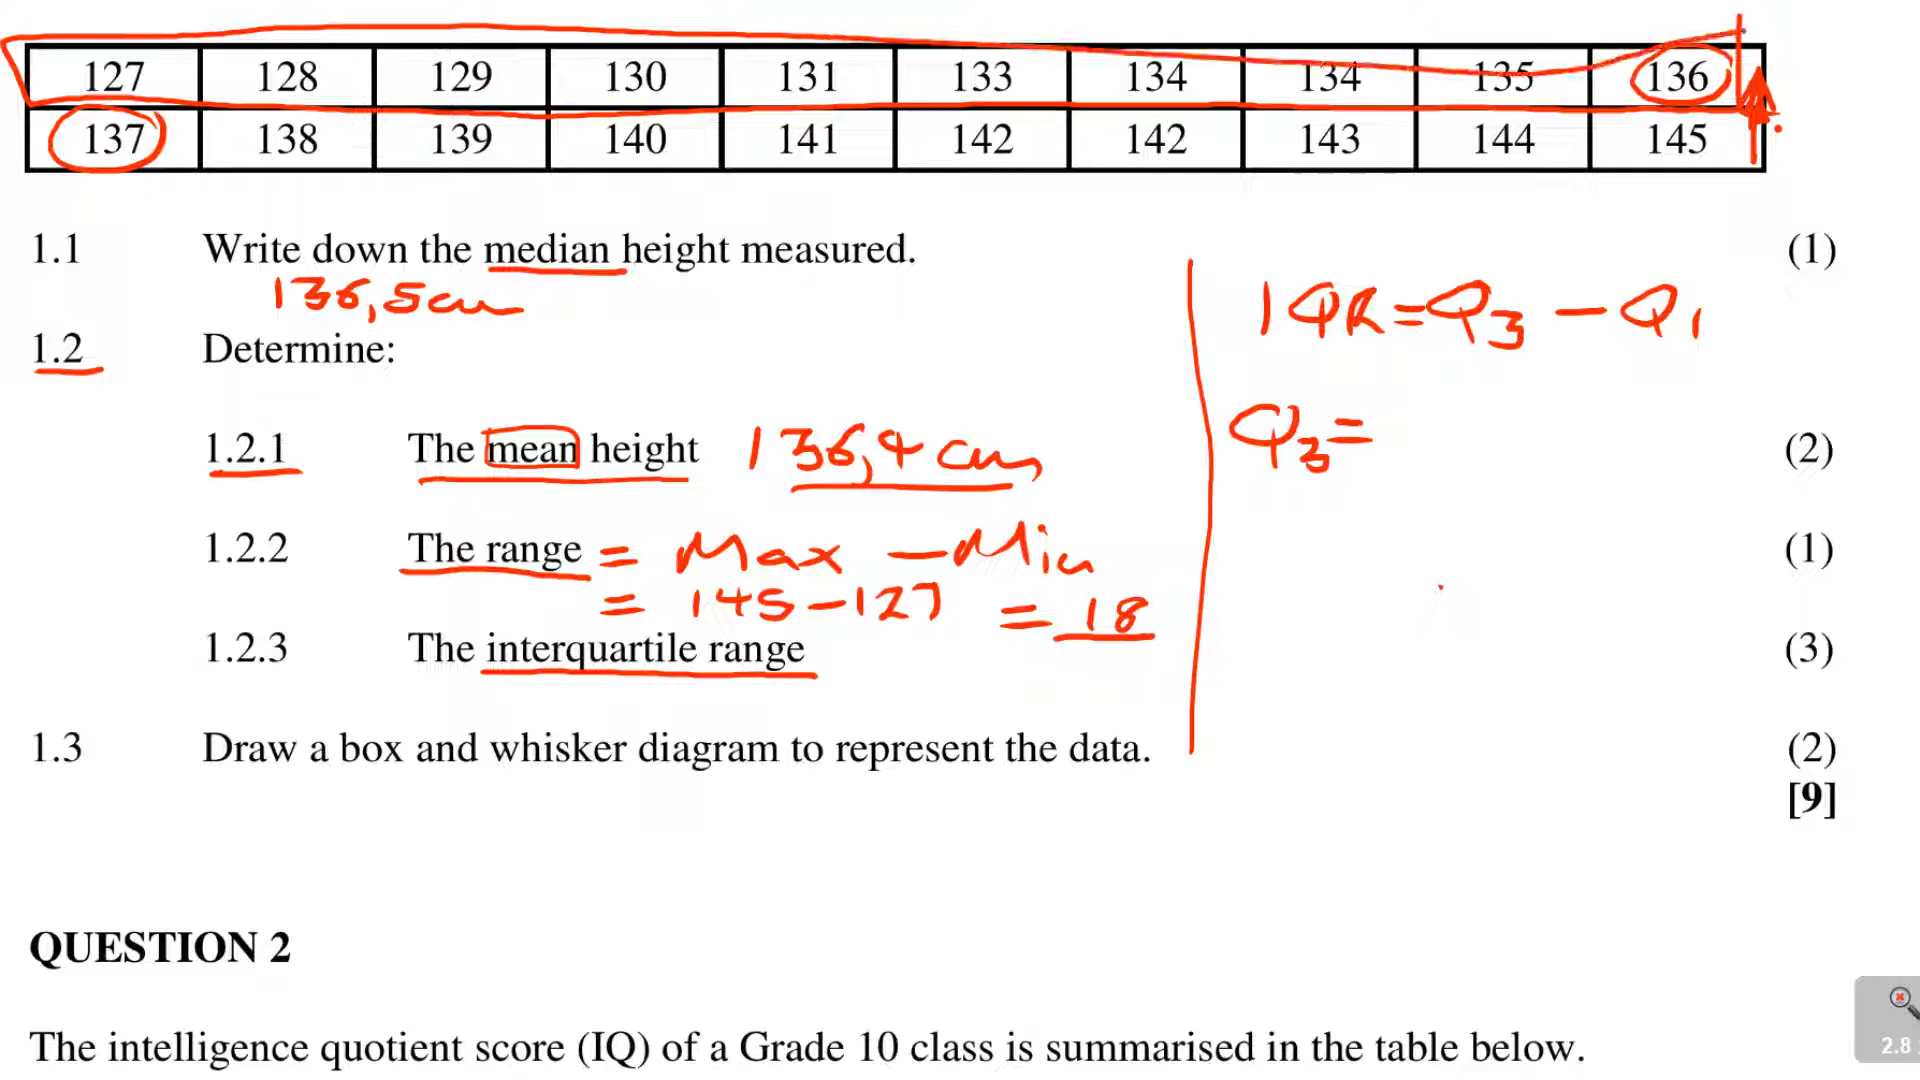 127 128 129 130 131 133 134 134 135 136
137 138 139 140 141 142 142 143 144 145
1.1 Write down the median height measured. (1)
136,5cm
1.2 Determine:
1.2.1 The mean height 136,4 cm (2)
1.2.2 The range = Max - Min (1)
= 145-127 = 18
1.2.3 The interquartile range (3)
IQR = Q3 - Q1
Q3 =
1.3 Draw a box and whisker diagram to represent the data. (2)
[9]
QUESTION 2
The intelligence quotient score (IQ) of a Grade 10 class is summarised in the table below.
2.8